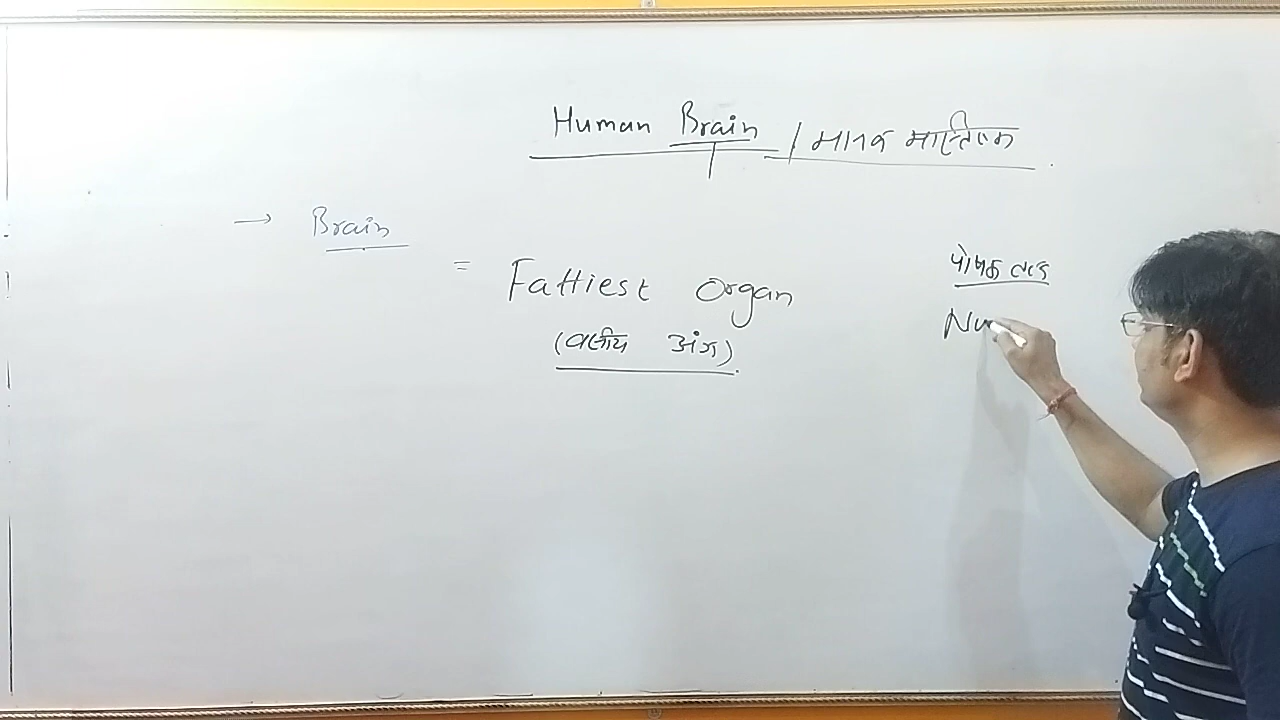 Human Brain / मानव मस्तिष्क
→ Brain
= Fattiest Organ
(वसीय अंग)
पोषक तत्व
Nu